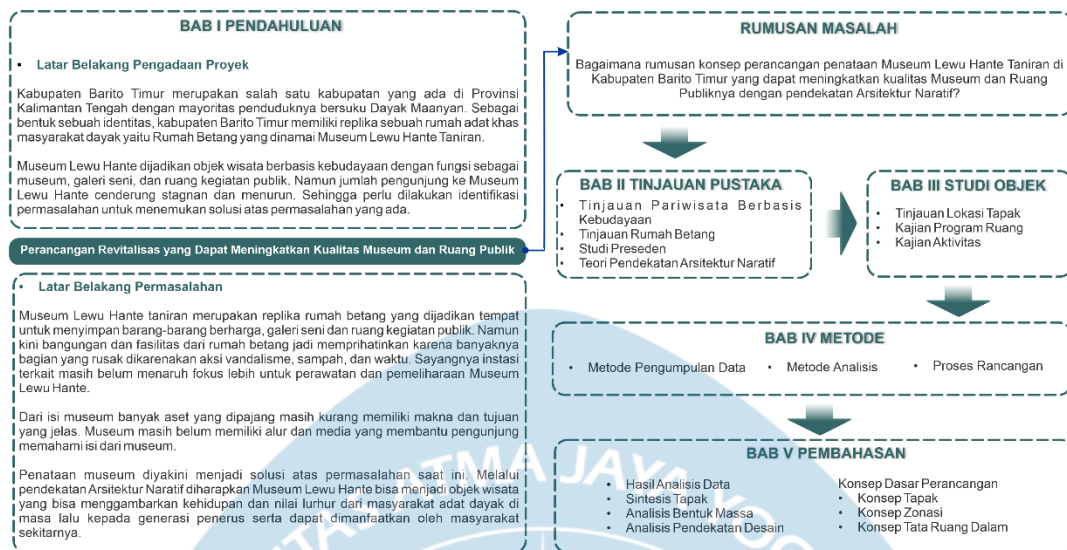 BAB I PENDAHULUAN
• Latar Belakang Pengadaan Proyek
Kabupaten Barito Timur merupakan salah satu kabupatan yang ada di Provinsi
Kalimantan Tengah dengan mayoritas penduduknya bersuku Dayak Maanyan. Sebagai
bentuk sebuah identitas, kabupaten Barito Timur memiliki replika sebuah rumah adat khas
masyarakat dayak yaitu Rumah Betang yang dinamai Museum Lewu Hante Taniran.
Museum Lewu Hante dijadikan objek wisata berbasis kebudayaan dengan fungsi sebagai
museum, galeri seni, dan ruang kegiatan publik. Namun jumlah pengunjung ke Museum
Lewu Hante cenderung stagnan dan menurun. Sehingga perlu dilakukan identifikasi
permasalahan untuk menemukan solusi atas permasalahan yang ada.
Perancangan Revitalisas yang Dapat Meningkatkan Kualitas Museum dan Ruang Publik
• Latar Belakang Permasalahan
Museum Lewu Hante taniran merupakan replika rumah betang yang dijadikan tempat
untuk menyimpan barang-barang berharga, galeri seni dan ruang kegiatan publik. Namun
kini bangunan dan fasilitas dari rumah betang jadi memprihatinkan karena banyaknya
bagian yang rusak dikarenakan aksi vandalisme, sampah, dan waktu. Sayangnya instasi
terkait masih belum menaruh fokus lebih untuk perawatan dan pemeliharaan Museum
Lewu Hante.
Dari isi museum banyak aset yang dipajang masih kurang memiliki makna dan tujuan
yang jelas. Museum masih belum memiliki alur dan media yang membantu pengunjung
memahami isi dari museum.
Penataan museum diyakini menjadi solusi atas permasalahan saat ini. Melalui
pendekatan Arsitektur Naratif diharapkan Museum Lewu Hante bisa menjadi objek wisata
yang bisa menggambarkan kehidupan dan nilai luhur dari masyarakat adat dayak di
masa lalu kepada generasi penerus serta dapat dimanfaatkan oleh masyarakat
sekitarnya.
RUMUSAN MASALAH
Bagaimana rumusan konsep perancangan penataan Museum Lewu Hante Taniran di
Kabupaten Barito Timur yang dapat meningkatkan kualitas Museum dan Ruang
Publiknya dengan pendekatan Arsitektur Naratif?
BAB II TINJAUAN PUSTAKA
• Tinjauan Pariwisata Berbasis
Kebudayaan
• Tinjauan Rumah Betang
• Studi Preseden
• Teori Pendekatan Arsitektur Naratif
BAB III STUDI OBJEK
• Tinjauan Lokasi Tapak
• Kajian Program Ruang
• Kajian Aktivitas
BAB IV METODE
• Metode Pengumpulan Data • Metode Analisis • Proses Rancangan
BAB V PEMBAHASAN
• Hasil Analisis Data
• Sintesis Tapak
• Analisis Bentuk Massa
• Analisis Pendekatan Desain
Konsep Dasar Perancangan
• Konsep Tapak
• Konsep Zonasi
• Konsep Tata Ruang Dalam